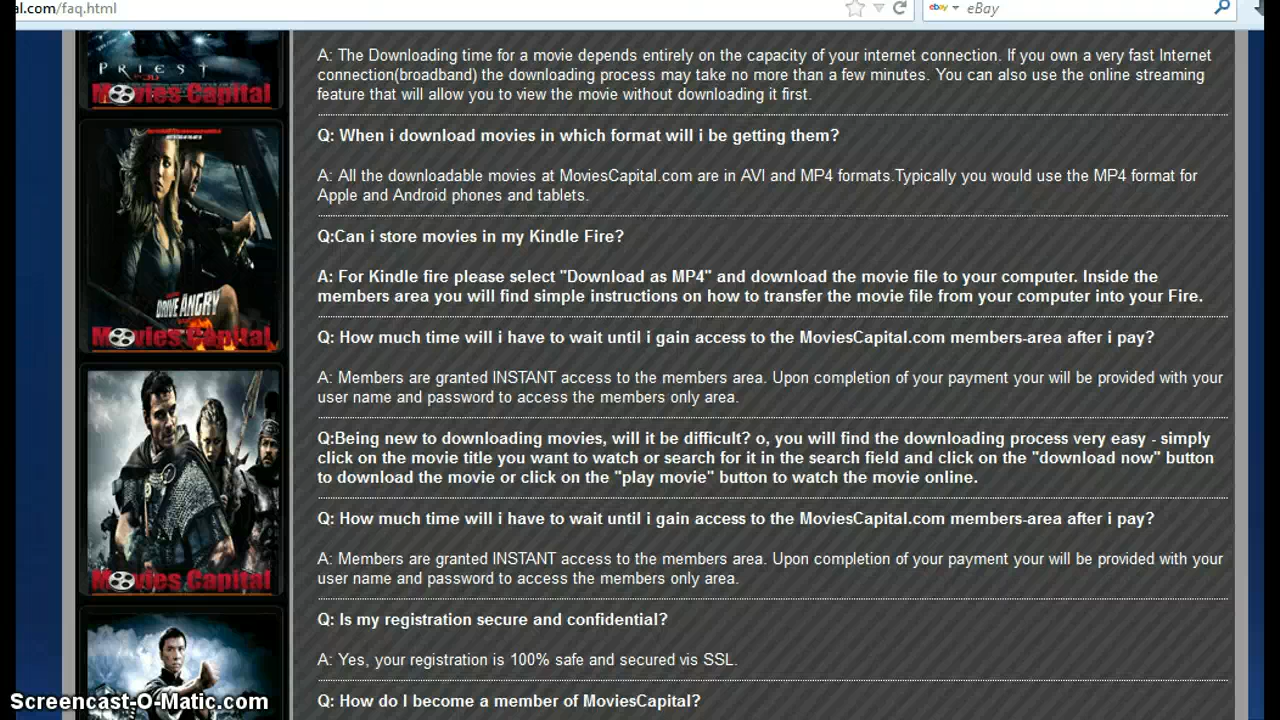 al.com/faq.html
ebay eBay
PRIEST
Movies Capital
A: The Downloading time for a movie depends entirely on the capacity of your internet connection. If you own a very fast Internet
connection(broadband) the downloading process may take no more than a few minutes. You can also use the online streaming
feature that will allow you to view the movie without downloading it first.
Q: When i download movies in which format will i be getting them?
A: All the downloadable movies at MoviesCapital.com are in AVI and MP4 formats.Typically you would use the MP4 format for
Apple and Android phones and tablets.
Q:Can i store movies in my Kindle Fire?
A: For Kindle fire please select "Download as MP4" and download the movie file to your computer. Inside the
members area you will find simple instructions on how to transfer the movie file from your computer into your Fire.
DRIVE ANGRY
Movies Capital
Q: How much time will i have to wait until i gain access to the MoviesCapital.com members-area after i pay?
A: Members are granted INSTANT access to the members area. Upon completion of your payment your will be provided with your
user name and password to access the members only area.
Q:Being new to downloading movies, will it be difficult? o, you will find the downloading process very easy - simply
click on the movie title you want to watch or search for it in the search field and click on the "download now" button
to download the movie or click on the "play movie" button to watch the movie online.
Q: How much time will i have to wait until i gain access to the MoviesCapital.com members-area after i pay?
A: Members are granted INSTANT access to the members area. Upon completion of your payment your will be provided with your
user name and password to access the members only area.
Movies Capital
Q: Is my registration secure and confidential?
A: Yes, your registration is 100% safe and secured vis SSL.
Q: How do I become a member of MoviesCapital?
Screencast-O-Matic.com